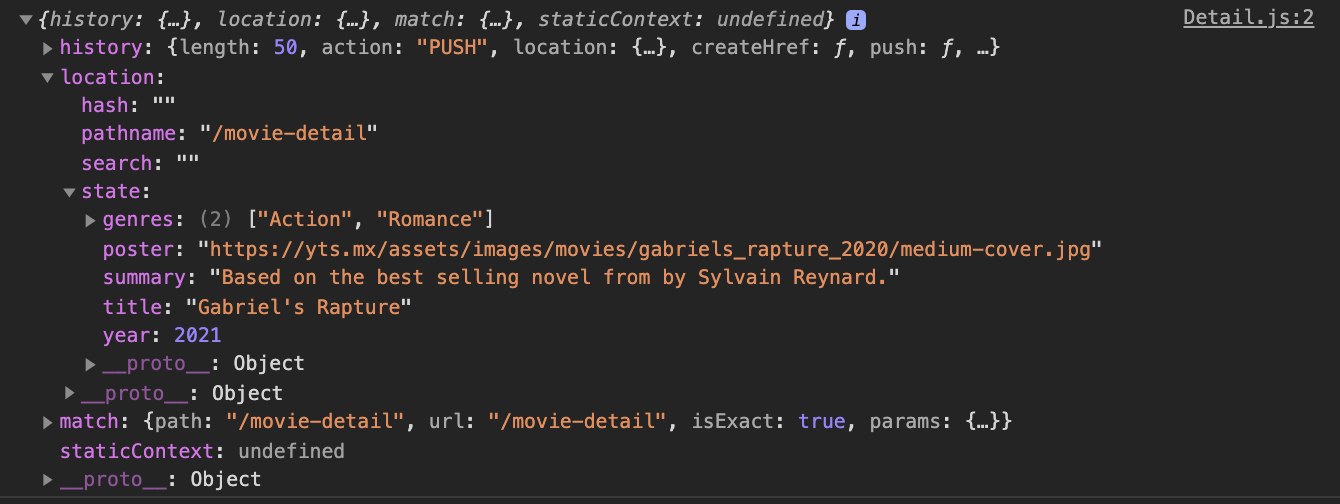 ▼{history: {…}, location: {…}, match: {…}, staticContext: undefined} i Detail.js:2
▶history: {length: 50, action: "PUSH", location: {…}, createHref: ƒ, push: ƒ, …}
▼location:
hash: ""
pathname: "/movie-detail"
search: ""
▼state:
▶genres: (2) ["Action", "Romance"]
poster: "https://yts.mx/assets/images/movies/gabriels_rapture_2020/medium-cover.jpg"
summary: "Based on the best selling novel from by Sylvain Reynard."
title: "Gabriel's Rapture"
year: 2021
▶__proto__: Object
▶__proto__: Object
▶match: {path: "/movie-detail", url: "/movie-detail", isExact: true, params: {…}}
staticContext: undefined
▶__proto__: Object